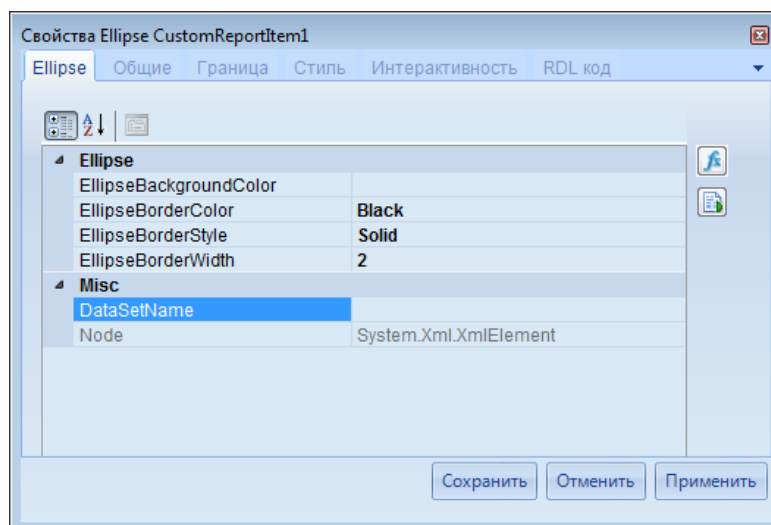 Свойства Ellipse CustomReportItem1
Ellipse Общие Граница Стиль Интерактивность RDL код
Ellipse
EllipseBackgroundColor
EllipseBorderColor Black
EllipseBorderStyle Solid
EllipseBorderWidth 2
Misc
DataSetName
Node System.Xml.XmlElement
Сохранить Отменить Применить